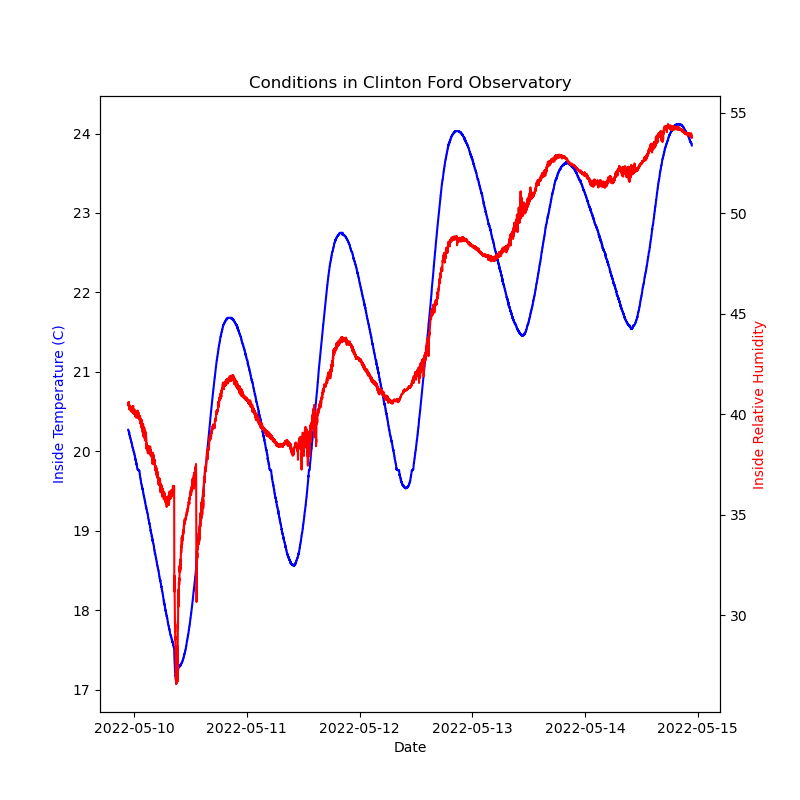 Conditions in Clinton Ford Observatory
24
23
22
21
20
19
18
17
Inside Temperature (C)
55
50
45
40
35
30
Inside Relative Humidity
2022-05-10 2022-05-11 2022-05-12 2022-05-13 2022-05-14 2022-05-15
Date